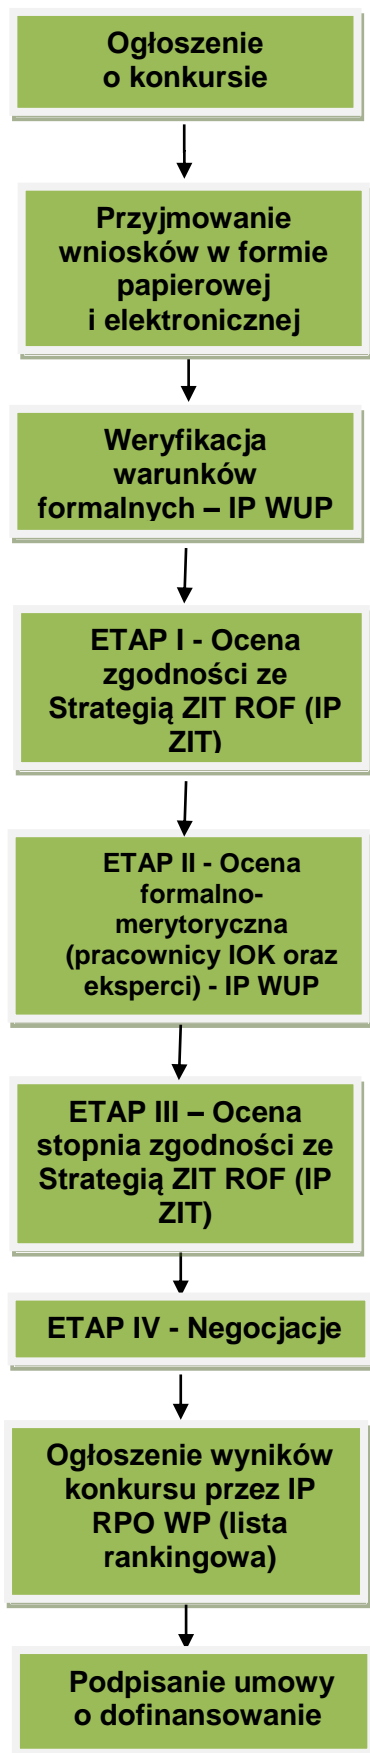 Ogłoszenie
o konkursie
Przyjmowanie
wniosków w formie
papierowej
i elektronicznej
Weryfikacja
warunków
formalnych – IP WUP
ETAP I - Ocena
zgodności ze
Strategią ZIT ROF (IP
ZIT)
ETAP II - Ocena
formalno-
merytoryczna
(pracownicy IOK oraz
eksperci) - IP WUP
ETAP III – Ocena
stopnia zgodności ze
Strategią ZIT ROF (IP
ZIT)
ETAP IV - Negocjacje
Ogłoszenie wyników
konkursu przez IP
RPO WP (lista
rankingowa)
Podpisanie umowy
o dofinansowanie